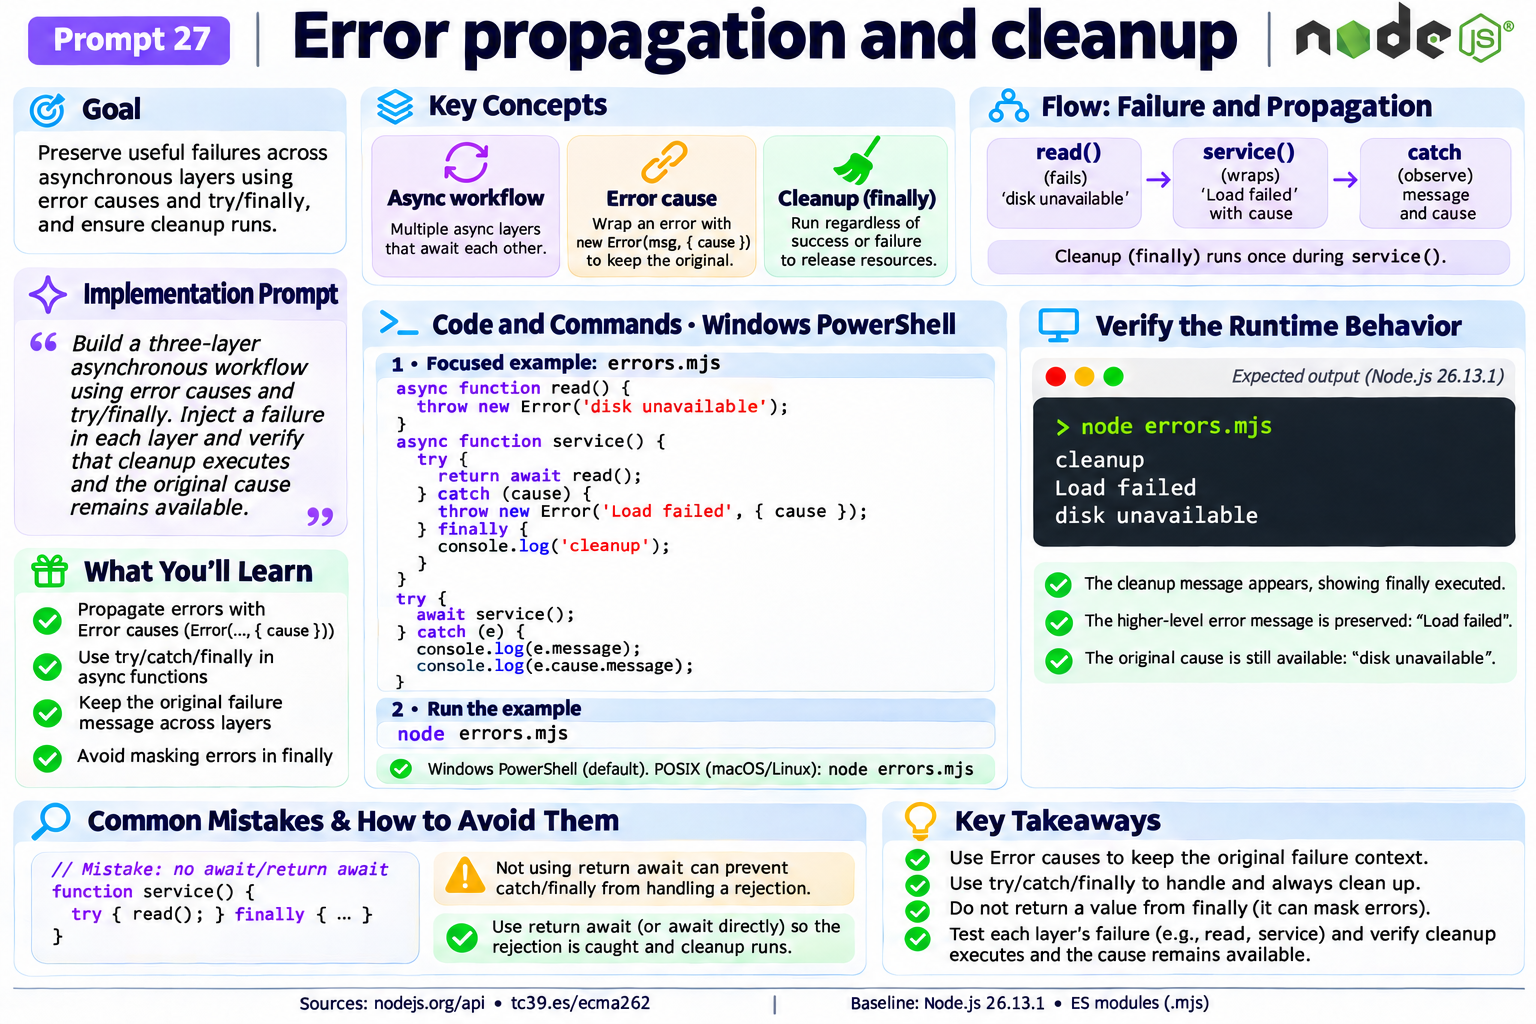 Prompt 27
Error propagation and cleanup
node JS ®
Goal
Preserve useful failures across
asynchronous layers using
error causes and try/finally,
and ensure cleanup runs.
Implementation Prompt
“ Build a three-layer
asynchronous workflow
using error causes and
try/finally. Inject a failure
in each layer and verify
that cleanup executes
and the original cause
remains available. ”
What You’ll Learn
Propagate errors with
Error causes (Error(..., { cause }))
Use try/catch/finally in
async functions
Keep the original failure
message across layers
Avoid masking errors in finally
Key Concepts
Async workflow
Multiple async layers
that await each other.
Error cause
Wrap an error with
new Error(msg, { cause })
to keep the original.
Cleanup (finally)
Run regardless of
success or failure
to release resources.
Flow: Failure and Propagation
read()
(fails)
‘disk unavailable’
service()
(wraps)
‘Load failed’
with cause
catch
(observe)
message
and cause
Cleanup (finally) runs once during service().
Code and Commands · Windows PowerShell
1 • Focused example: errors.mjs
async function read() {
  throw new Error('disk unavailable');
}
async function service() {
  try {
    return await read();
  } catch (cause) {
    throw new Error('Load failed', { cause });
  } finally {
    console.log('cleanup');
  }
}
try {
  await service();
} catch (e) {
  console.log(e.message);
  console.log(e.cause.message);
}
2 • Run the example
node errors.mjs
Windows PowerShell (default). POSIX (macOS/Linux): node errors.mjs
Verify the Runtime Behavior
Expected output (Node.js 26.13.1)
> node errors.mjs
cleanup
Load failed
disk unavailable
The cleanup message appears, showing finally executed.
The higher-level error message is preserved: “Load failed”.
The original cause is still available: “disk unavailable”.
Common Mistakes & How to Avoid Them
// Mistake: no await/return await
function service() {
  try { read(); } finally { … }
}
Not using return await can prevent
catch/finally from handling a rejection.
Use return await (or await directly) so the
rejection is caught and cleanup runs.
Key Takeaways
Use Error causes to keep the original failure context.
Use try/catch/finally to handle and always clean up.
Do not return a value from finally (it can mask errors).
Test each layer’s failure (e.g., read, service) and verify cleanup
executes and the cause remains available.
Sources: nodejs.org/api • tc39.es/ecma262 | Baseline: Node.js 26.13.1 • ES modules (.mjs)